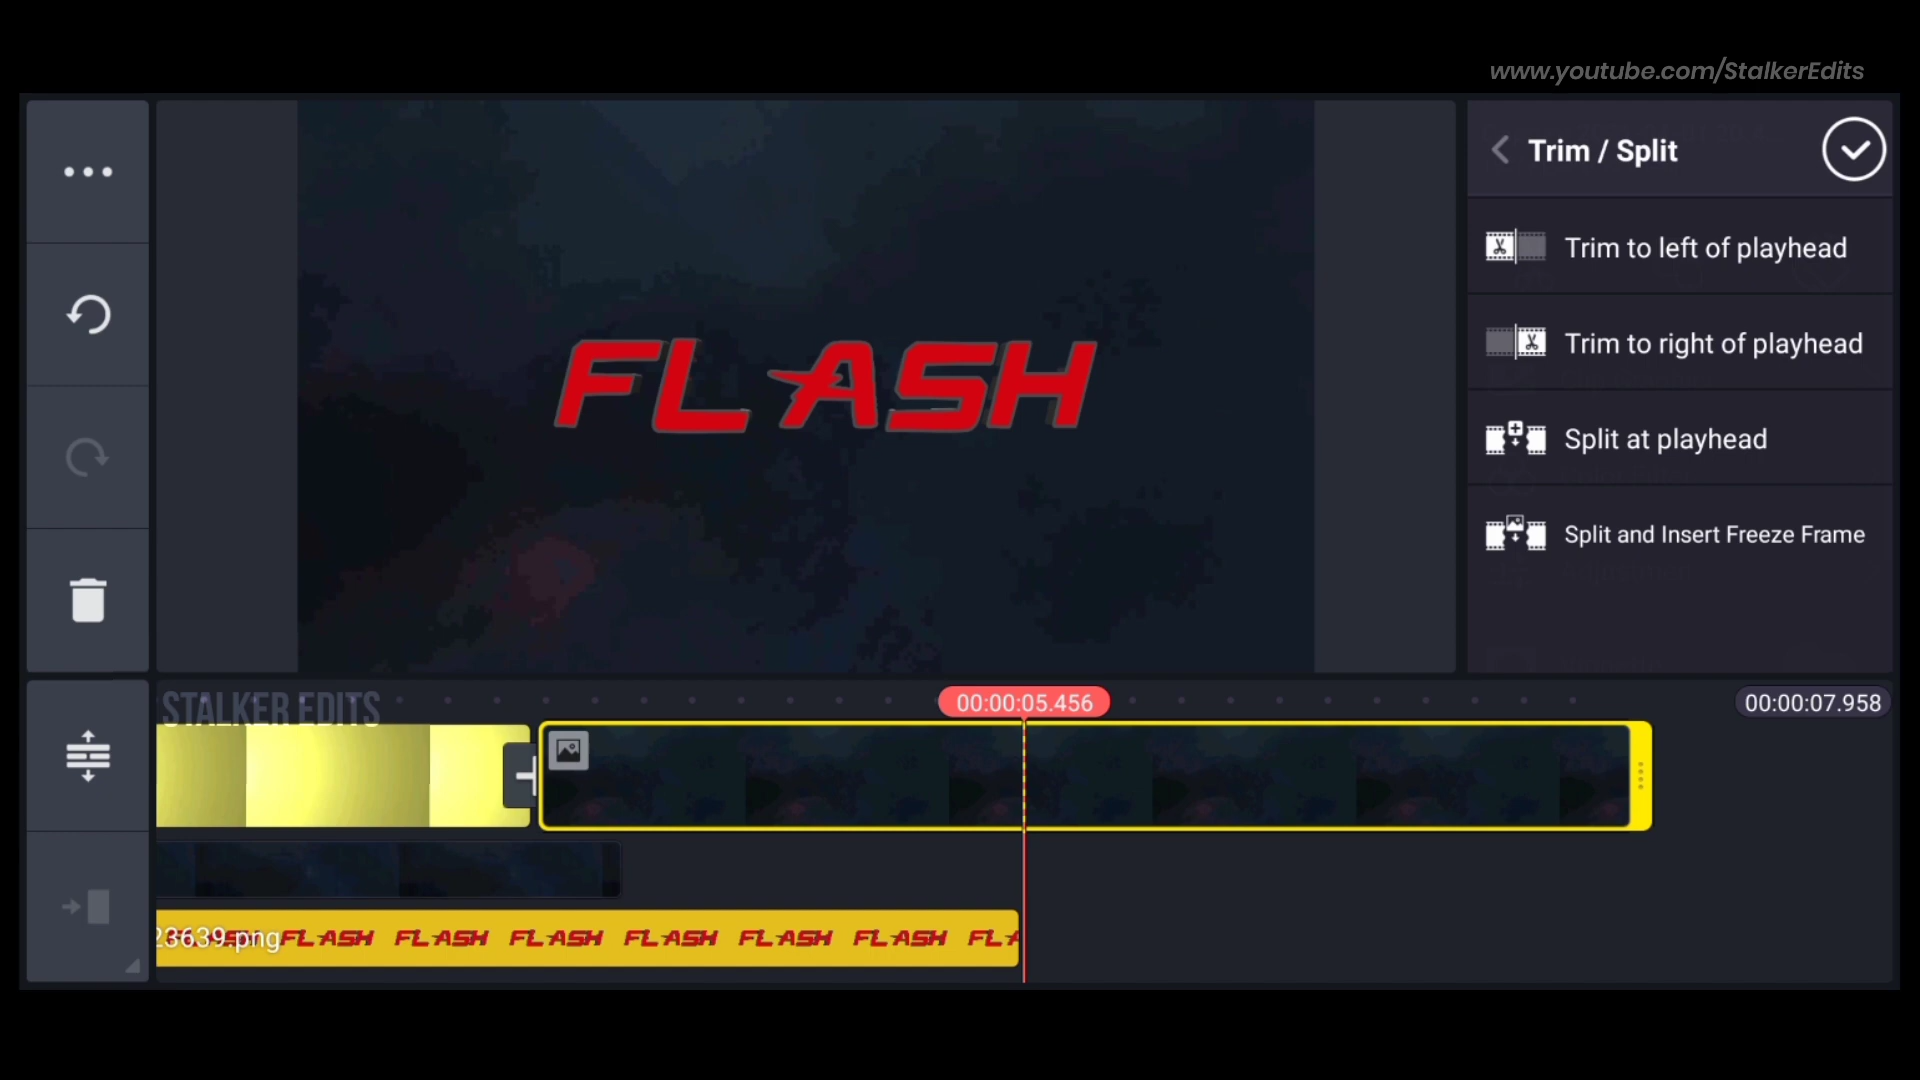 www.youtube.com/StalkerEdits
Trim / Split
Trim to left of playhead
FLASH
Trim to right of playhead
Split at playhead
Split and Insert Freeze Frame
STALKER EDITS
00:00:05.456
00:00:07.958
23639.png FLASH FLASH FLASH FLASH FLASH FLASH FLA